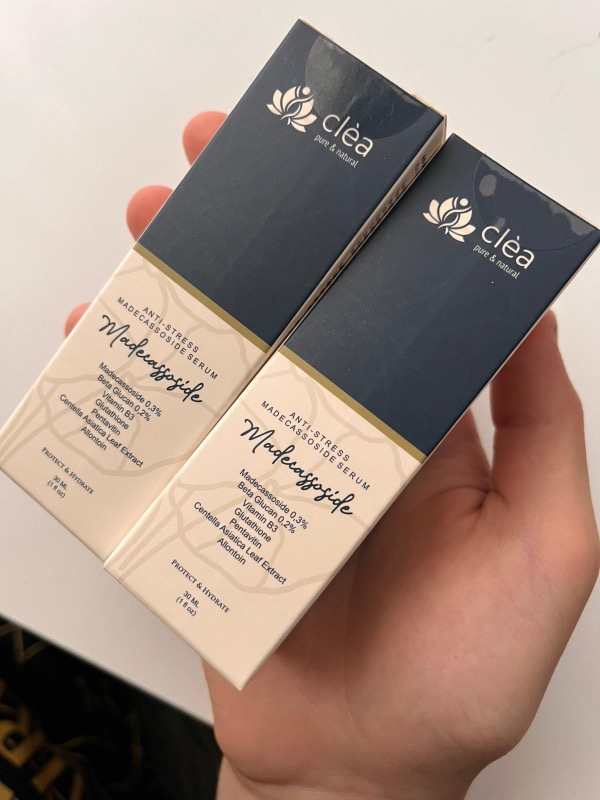 clèa
pure & natural
ANTI-STRESS
MADECASSOSIDE SERUM
Madecassoside
Madecassoside 0,3%
Beta Glucan 0,2%
Vitamin B3
Glutathione
Pentavitin
Centella Asiatica Leaf Extract
Allontoin
PROTECT & HYDRATE
30 ML
(1 fl oz)
clèa
pure & natural
ANTI-STRESS
MADECASSOSIDE SERUM
Madecassoside
Madecassoside 0,3%
Beta Glucan 0,2%
Vitamin B3
Glutathione
Pentavitin
Centella Asiatica Leaf Extract
Allontoin
PROTECT & HYDRATE
30 ML
(1 fl oz)